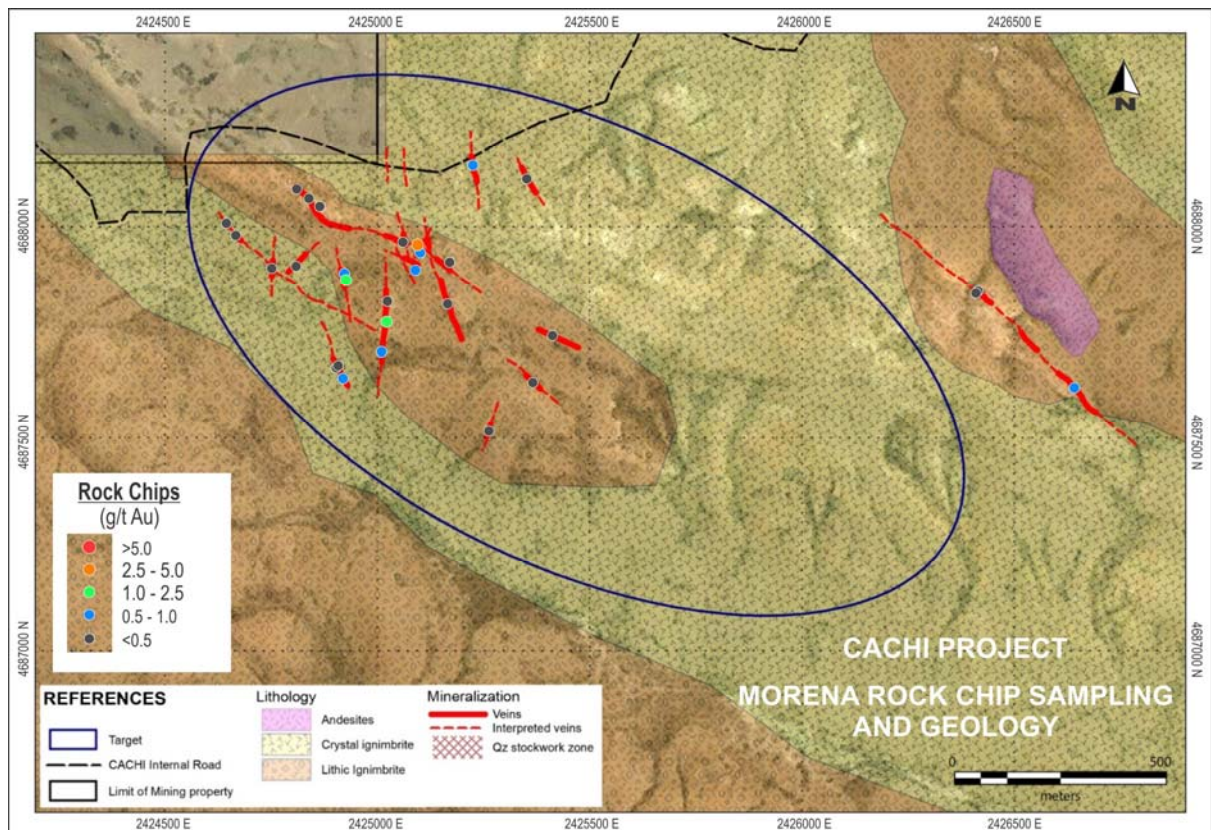 2424500 E
2425000 E
2425500 E
2426000 E
2426500 E
N
4688000 N
4688000 N
4687500 N
4687500 N
Rock Chips
(g/t Au)
>5.0
2.5 - 5.0
1.0 - 2.5
0.5 - 1.0
<0.5
4687000 N
4687000 N
CACHI PROJECT
MORENA ROCK CHIP SAMPLING
AND GEOLOGY
REFERENCES
Target
CACHI Internal Road
Limit of Mining property
Lithology
Andesites
Crystal ignimbrite
Lithic Ignimbrite
Mineralization
Veins
Interpreted veins
Qz stockwork zone
0
500
meters
2424500 E
2425000 E
2425500 E
2426000 E
2426500 E